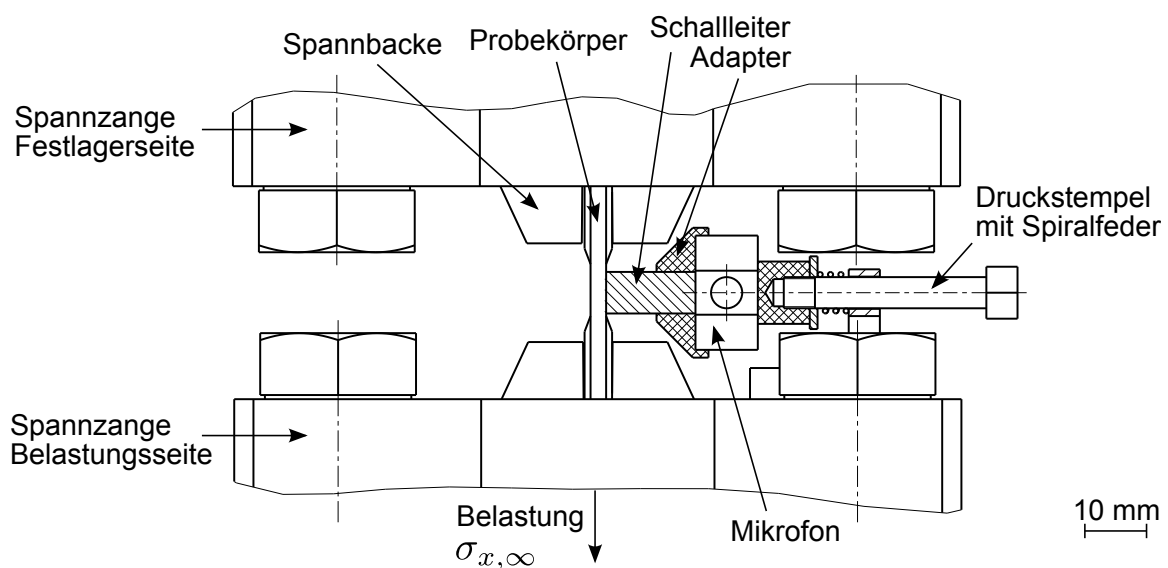 Spannbacke
Probekörper
Schallleiter
Adapter
Spannzange
Festlagerseite
Druckstempel
mit Spiralfeder
Spannzange
Belastungsseite
Belastung
σx,∞
Mikrofon
10 mm